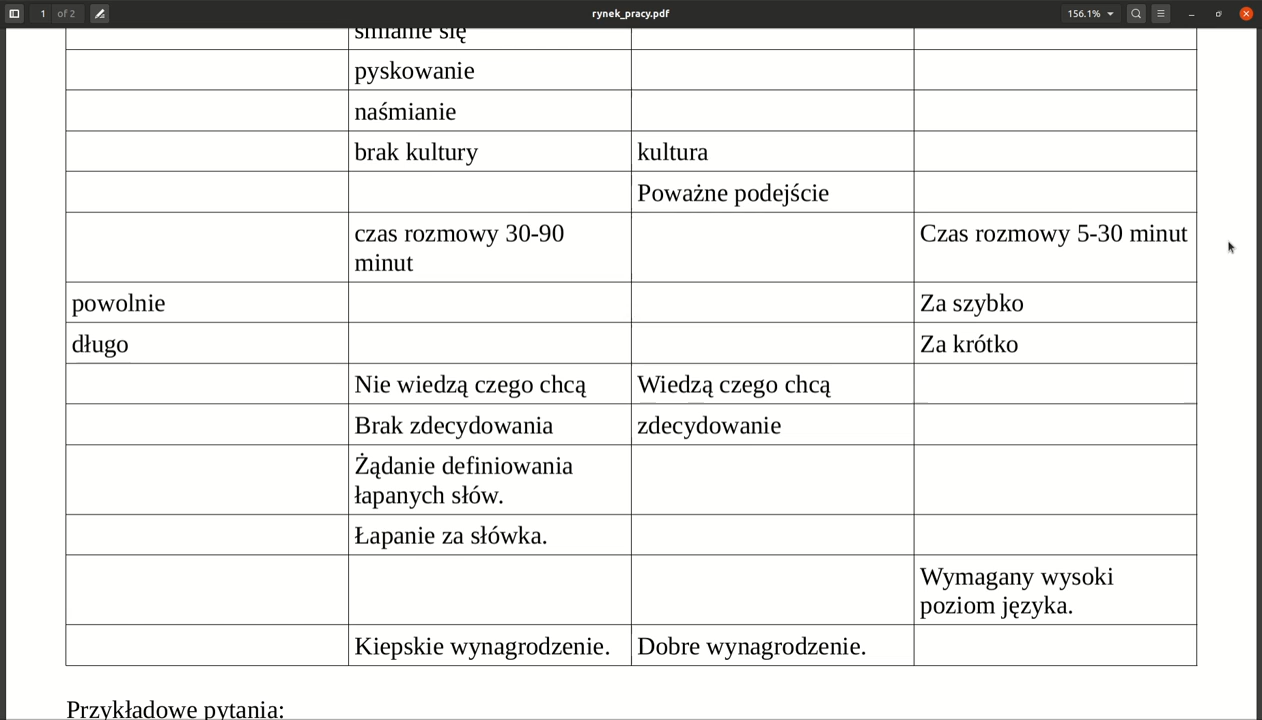 1 of 2
rynek_pracy.pdf
156.1%
śmianie się
pyskowanie
naśmianie
brak kultury kultura
Poważne podejście
czas rozmowy 30-90 Czas rozmowy 5-30 minut
minut
powolnie Za szybko
długo Za krótko
Nie wiedzą czego chcą Wiedzą czego chcą
Brak zdecydowania zdecydowanie
Żądanie definiowania
łapanych słów.
Łapanie za słówka.
Wymagany wysoki
poziom języka.
Kiepskie wynagrodzenie. Dobre wynagrodzenie.
Przykładowe pytania: